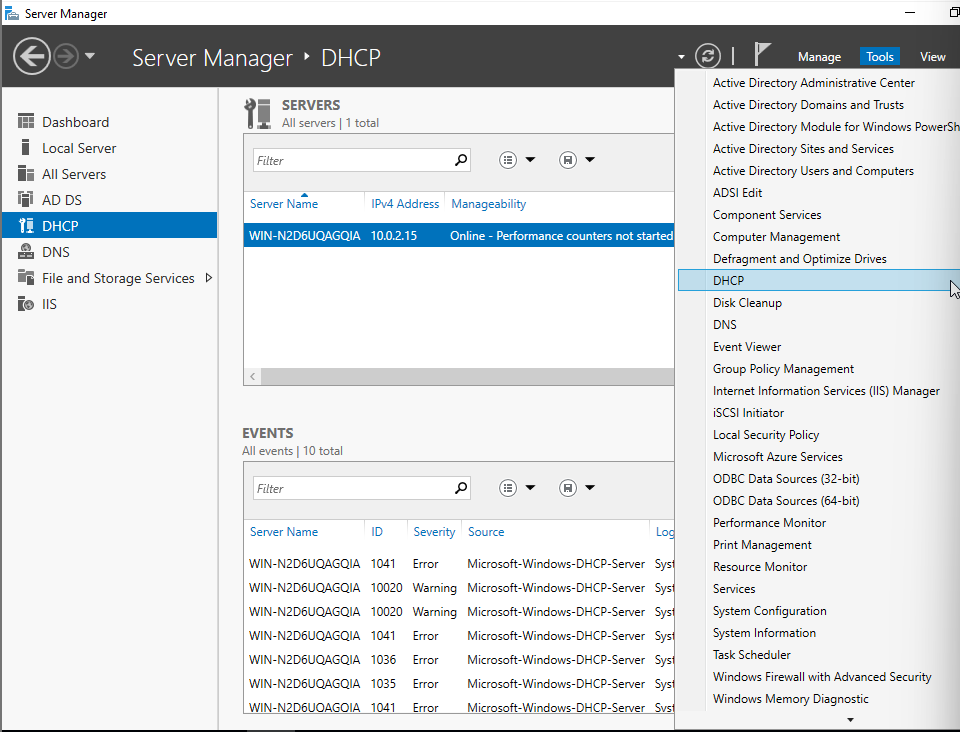 Server Manager
Server Manager ‣ DHCP
Manage Tools View
Dashboard
Local Server
All Servers
AD DS
DHCP
DNS
File and Storage Services
IIS
SERVERS
All servers | 1 total
Filter
Server Name IPv4 Address Manageability
WIN-N2D6UQAGQIA 10.0.2.15 Online - Performance counters not started
EVENTS
All events | 10 total
Filter
Server Name ID Severity Source Log
WIN-N2D6UQAGQIA 1041 Error Microsoft-Windows-DHCP-Server Syst
WIN-N2D6UQAGQIA 10020 Warning Microsoft-Windows-DHCP-Server Syst
WIN-N2D6UQAGQIA 10020 Warning Microsoft-Windows-DHCP-Server Syst
WIN-N2D6UQAGQIA 1041 Error Microsoft-Windows-DHCP-Server Syst
WIN-N2D6UQAGQIA 1036 Error Microsoft-Windows-DHCP-Server Syst
WIN-N2D6UQAGQIA 1035 Error Microsoft-Windows-DHCP-Server Syst
WIN-N2D6UQAGQIA 1041 Error Microsoft-Windows-DHCP-Server Syst
Active Directory Administrative Center
Active Directory Domains and Trusts
Active Directory Module for Windows PowerSh
Active Directory Sites and Services
Active Directory Users and Computers
ADSI Edit
Component Services
Computer Management
Defragment and Optimize Drives
DHCP
Disk Cleanup
DNS
Event Viewer
Group Policy Management
Internet Information Services (IIS) Manager
iSCSI Initiator
Local Security Policy
Microsoft Azure Services
ODBC Data Sources (32-bit)
ODBC Data Sources (64-bit)
Performance Monitor
Print Management
Resource Monitor
Services
System Configuration
System Information
Task Scheduler
Windows Firewall with Advanced Security
Windows Memory Diagnostic